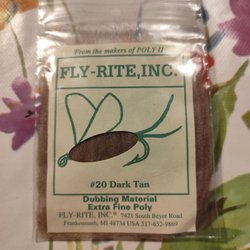 From the makers of POLY II
FLY-RITE, INC.®
#20 Dark Tan
Dubbing Material
Extra Fine Poly
FLY-RITE, INC.® 7421 South Beyer Road
Frankenmuth, MI 48734 USA 517-652-9869